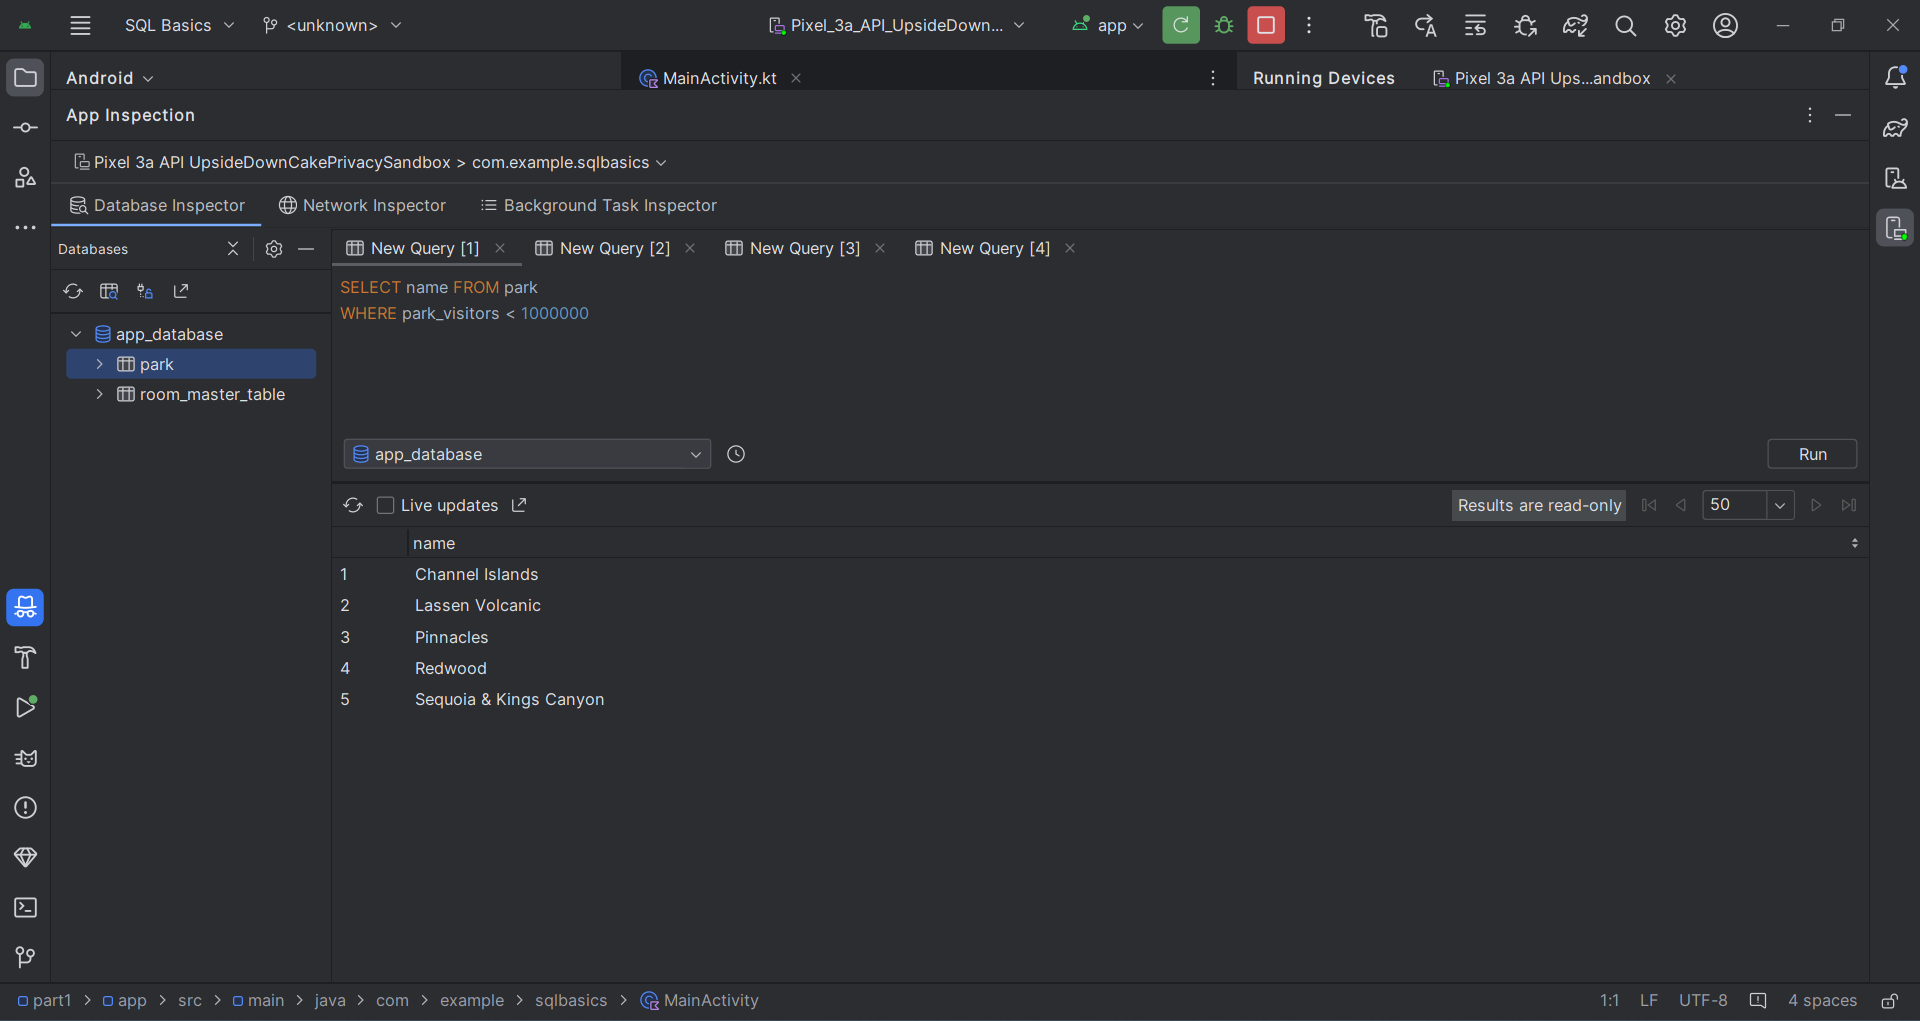 SQL Basics
<unknown>
Pixel_3a_API_UpsideDown...
app
Android
MainActivity.kt
Running Devices
Pixel 3a API Ups...andbox
App Inspection
Pixel 3a API UpsideDownCakePrivacySandbox > com.example.sqlbasics
Database Inspector
Network Inspector
Background Task Inspector
Databases
New Query [1]
New Query [2]
New Query [3]
New Query [4]
SELECT name FROM park
WHERE park_visitors < 1000000
app_database
park
room_master_table
app_database
Run
Live updates
Results are read-only
50
name
1 Channel Islands
2 Lassen Volcanic
3 Pinnacles
4 Redwood
5 Sequoia & Kings Canyon
part1 > app > src > main > java > com > example > sqlbasics > MainActivity
1:1 LF UTF-8 4 spaces